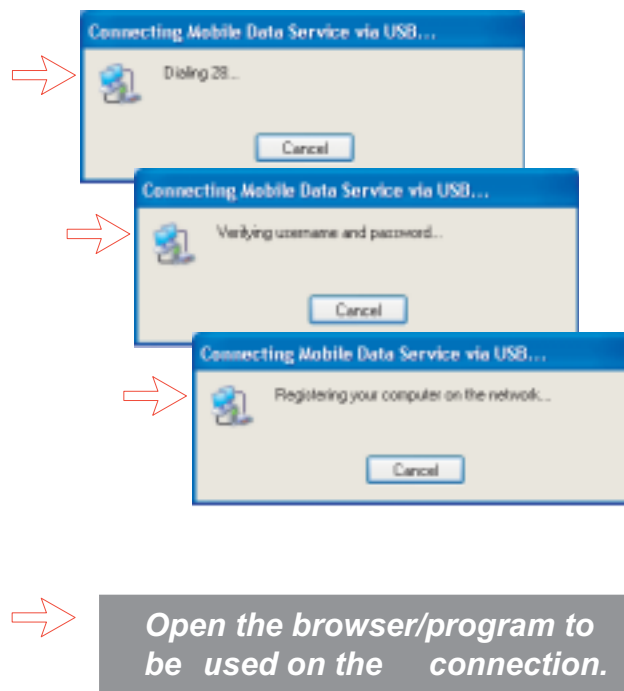 Connecting Mobile Data Service via USB...
Dialing 28...
Cancel
Connecting Mobile Data Service via USB...
Verifying username and password...
Cancel
Connecting Mobile Data Service via USB...
Registering your computer on the network...
Cancel
Open the browser/program to
be used on the connection.